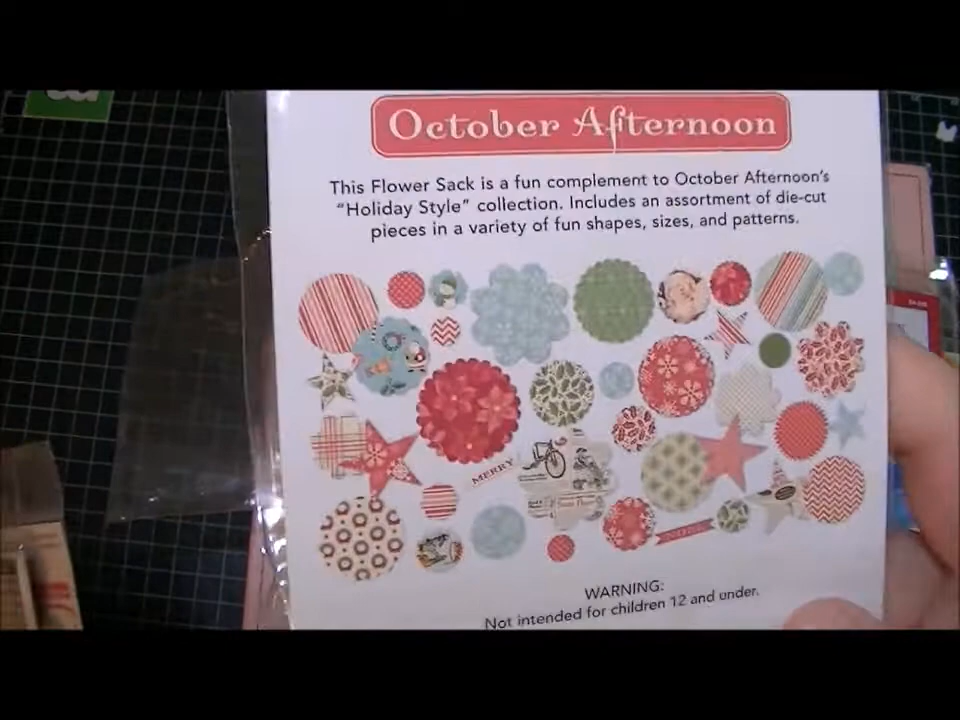 October Afternoon
This Flower Sack is a fun complement to October Afternoon's
"Holiday Style" collection. Includes an assortment of die-cut
pieces in a variety of fun shapes, sizes, and patterns.
MERRY
WARNING:
Not intended for children 12 and under.